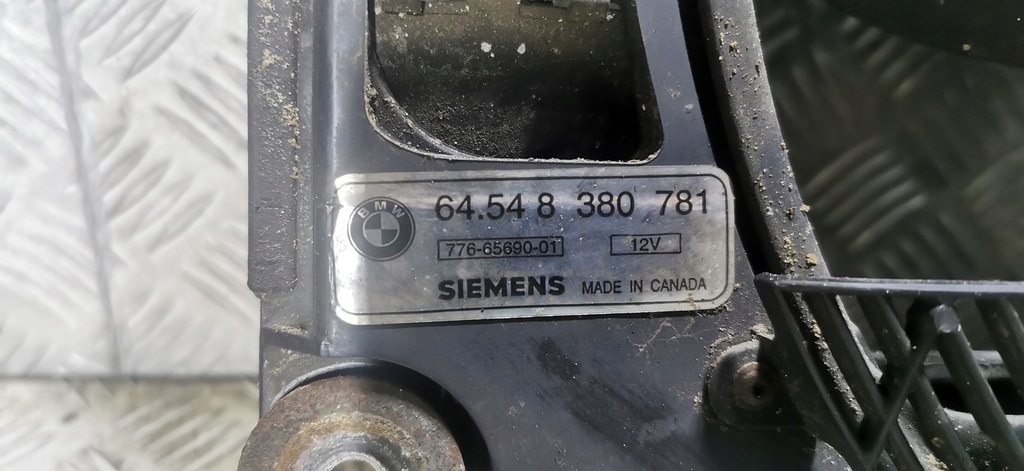 BMW
64.54 8 380 781
776-65690-01 12V
SIEMENS MADE IN CANADA